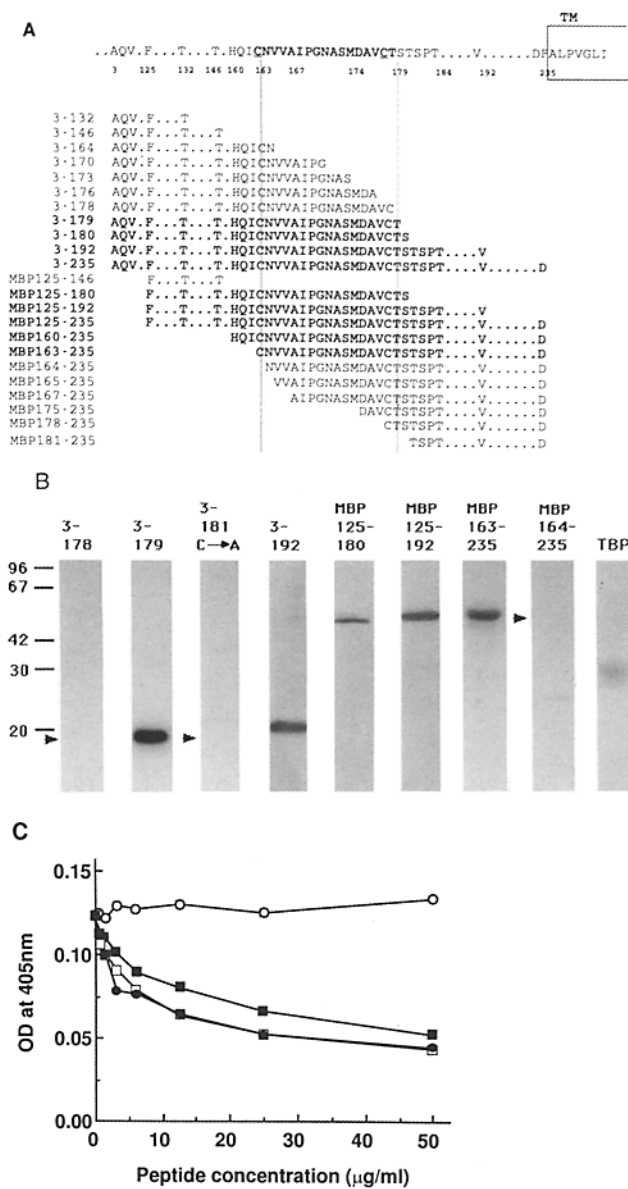 A
TM
..AQV.F...T...T.HQICNVVAIPGNASMDAVCTSTSPT....V......DFALPVGLI
3 125 132 146 160 163 167 174 179 184 192 235
3-132 AQV.F...T
3-146 AQV.F...T...T
3-164 AQV.F...T...T.HQICN
3-170 AQV.F...T...T.HQICNVVAIPG
3-173 AQV.F...T...T.HQICNVVAIPGNAS
3-176 AQV.F...T...T.HQICNVVAIPGNASMDA
3-178 AQV.F...T...T.HQICNVVAIPGNASMDAVC
3-179 AQV.F...T...T.HQICNVVAIPGNASMDAVCT
3-180 AQV.F...T...T.HQICNVVAIPGNASMDAVCTS
3-192 AQV.F...T...T.HQICNVVAIPGNASMDAVCTSTSPT....V
3-235 AQV.F...T...T.HQICNVVAIPGNASMDAVCTSTSPT....V......D
MBP125-146 F...T...T
MBP125-180 F...T...T.HQICNVVAIPGNASMDAVCTS
MBP125-192 F...T...T.HQICNVVAIPGNASMDAVCTSTSPT....V
MBP125-235 F...T...T.HQICNVVAIPGNASMDAVCTSTSPT....V......D
MBP160-235 HQICNVVAIPGNASMDAVCTSTSPT....V......D
MBP163-235 CNVVAIPGNASMDAVCTSTSPT....V......D
MBP164-235 NVVAIPGNASMDAVCTSTSPT....V......D
MBP165-235 VVAIPGNASMDAVCTSTSPT....V......D
MBP167-235 AIPGNASMDAVCTSTSPT....V......D
MBP175-235 DAVCTSTSPT....V......D
MBP178-235 CTSTSPT....V......D
MBP181-235 TSPT....V......D
B
3-178
3-179
3-181 C→A
3-192
MBP 125-180
MBP 125-192
MBP 163-235
MBP 164-235
TBP
96
67
42
30
20
C
0.15
0.10
0.05
0.00
OD at 405nm
0 10 20 30 40 50
Peptide concentration (μg/ml)